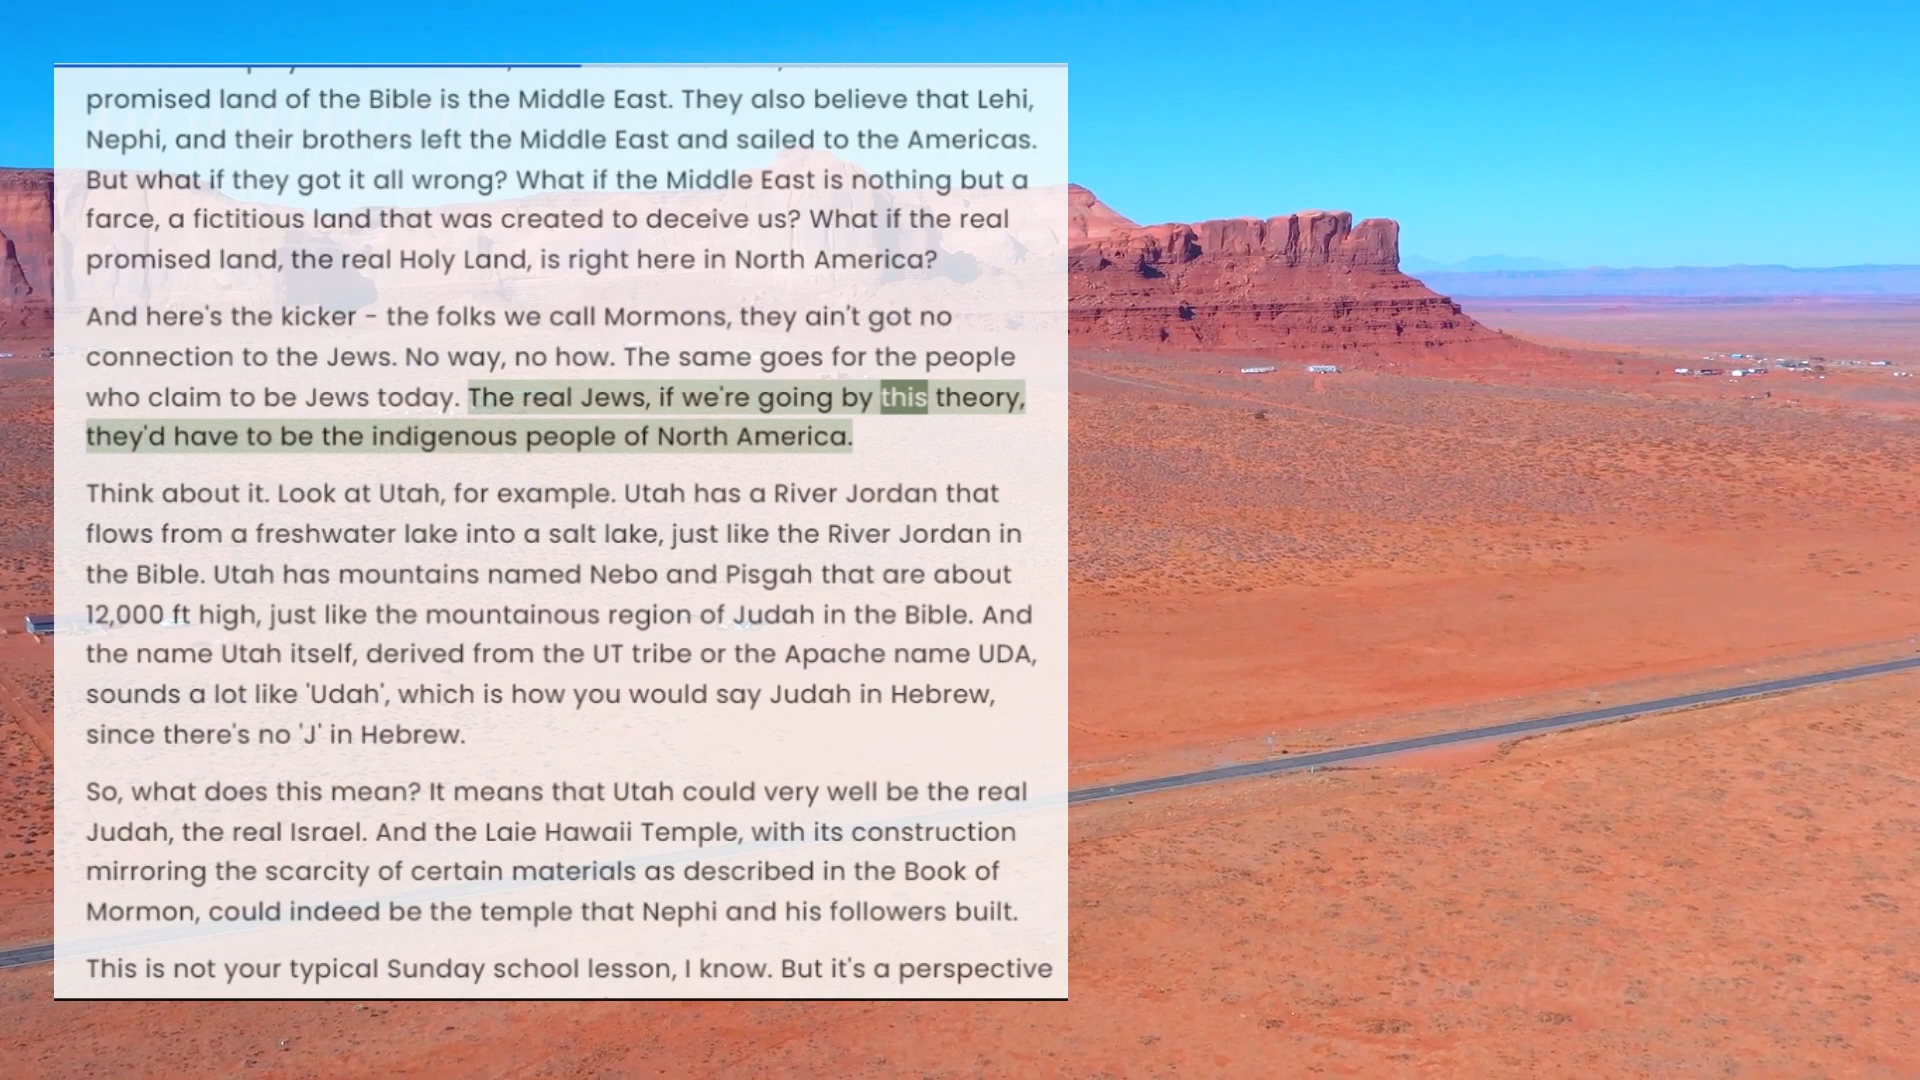 promised land of the Bible is the Middle East. They also believe that Lehi,
Nephi, and their brothers left the Middle East and sailed to the Americas.
But what if they got it all wrong? What if the Middle East is nothing but a
farce, a fictitious land that was created to deceive us? What if the real
promised land, the real Holy Land, is right here in North America?
And here's the kicker - the folks we call Mormons, they ain't got no
connection to the Jews. No way, no how. The same goes for the people
who claim to be Jews today. The real Jews, if we're going by this theory,
they'd have to be the indigenous people of North America.
Think about it. Look at Utah, for example. Utah has a River Jordan that
flows from a freshwater lake into a salt lake, just like the River Jordan in
the Bible. Utah has mountains named Nebo and Pisgah that are about
12,000 ft high, just like the mountainous region of Judah in the Bible. And
the name Utah itself, derived from the UT tribe or the Apache name UDA,
sounds a lot like 'Udah', which is how you would say Judah in Hebrew,
since there's no 'J' in Hebrew.
So, what does this mean? It means that Utah could very well be the real
Judah, the real Israel. And the Laie Hawaii Temple, with its construction
mirroring the scarcity of certain materials as described in the Book of
Mormon, could indeed be the temple that Nephi and his followers built.
This is not your typical Sunday school lesson, I know. But it's a perspective